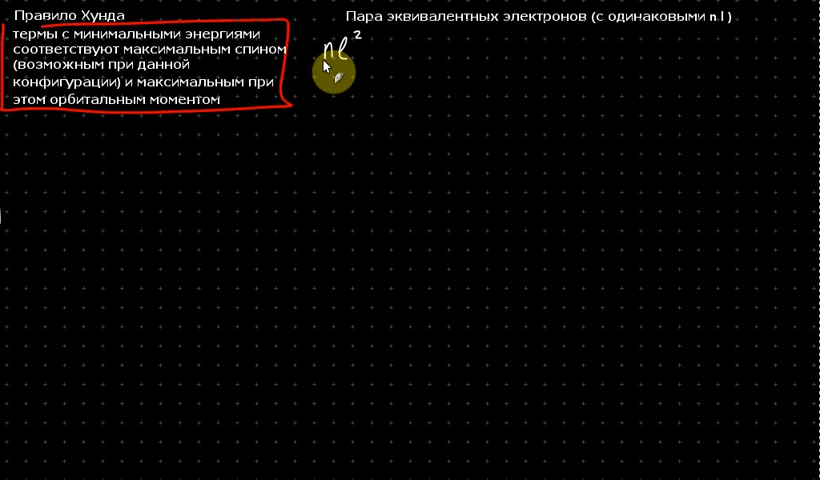 Правило Хунда
термы с минимальными энергиями
соответствуют максимальным спином
(возможным при данной
конфигурации) и максимальным при
этом орбитальным моментом
Пара эквивалентных электронов (с одинаковыми n l )
nℓ²